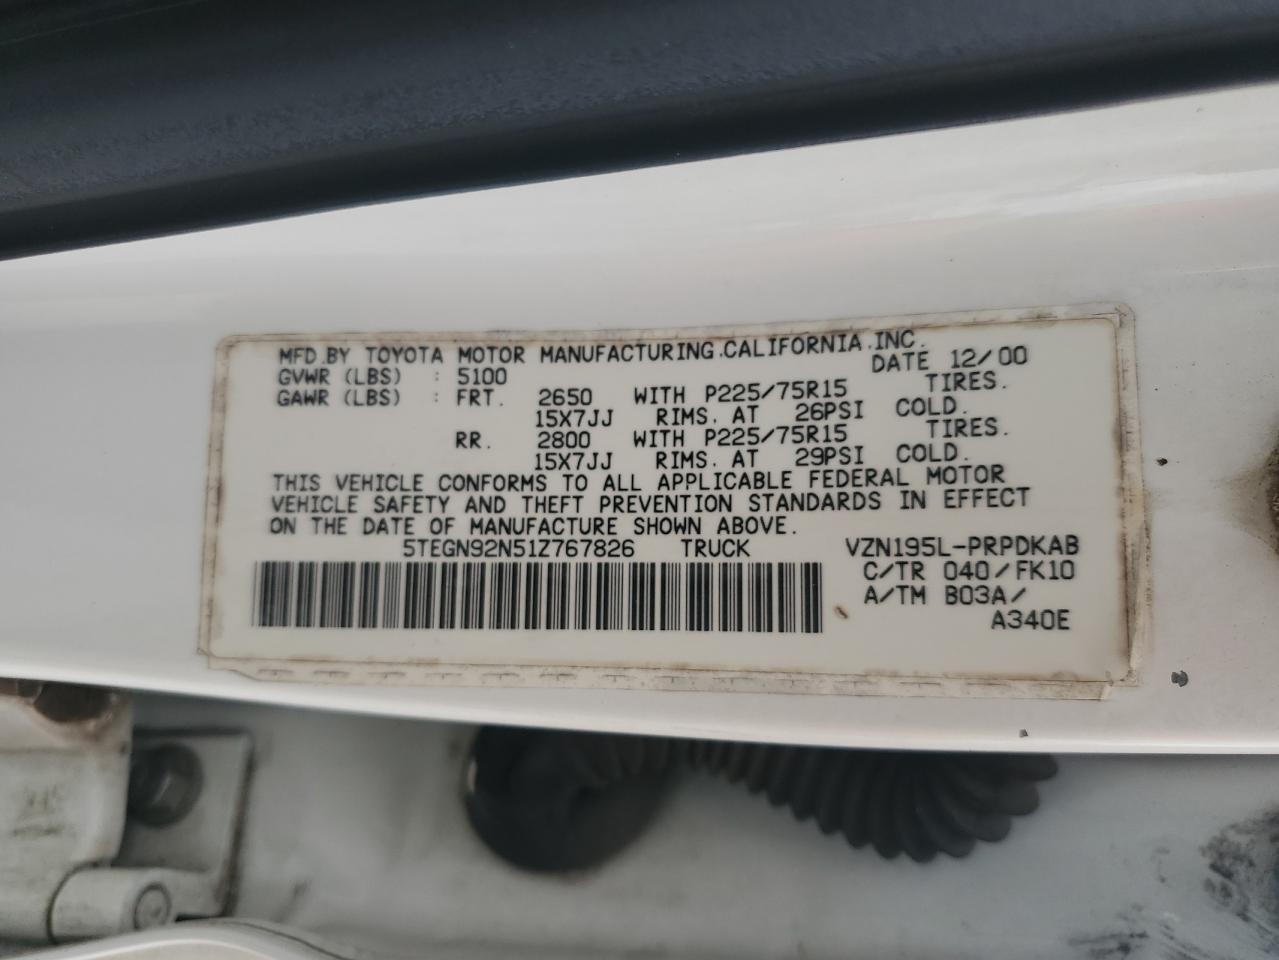 MFD.BY TOYOTA MOTOR MANUFACTURING.CALIFORNIA.INC.
GVWR (LBS) : 5100 DATE 12/00
GAWR (LBS) : FRT. 2650 WITH P225/75R15 TIRES.
15X7JJ RIMS. AT 26PSI COLD.
RR. 2800 WITH P225/75R15 TIRES.
15X7JJ RIMS. AT 29PSI COLD.
THIS VEHICLE CONFORMS TO ALL APPLICABLE FEDERAL MOTOR
VEHICLE SAFETY AND THEFT PREVENTION STANDARDS IN EFFECT
ON THE DATE OF MANUFACTURE SHOWN ABOVE.
5TEGN92N51Z767826 TRUCK VZN195L-PRPDKAB
C/TR 040/FK10
A/TM B03A/
A340E